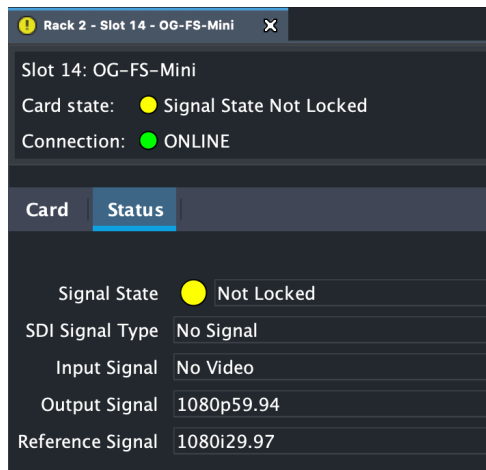 Rack 2 - Slot 14 - OG-FS-Mini X
Slot 14: OG-FS-Mini
Card state: Signal State Not Locked
Connection: ONLINE
Card Status
Signal State Not Locked
SDI Signal Type No Signal
Input Signal No Video
Output Signal 1080p59.94
Reference Signal 1080i29.97